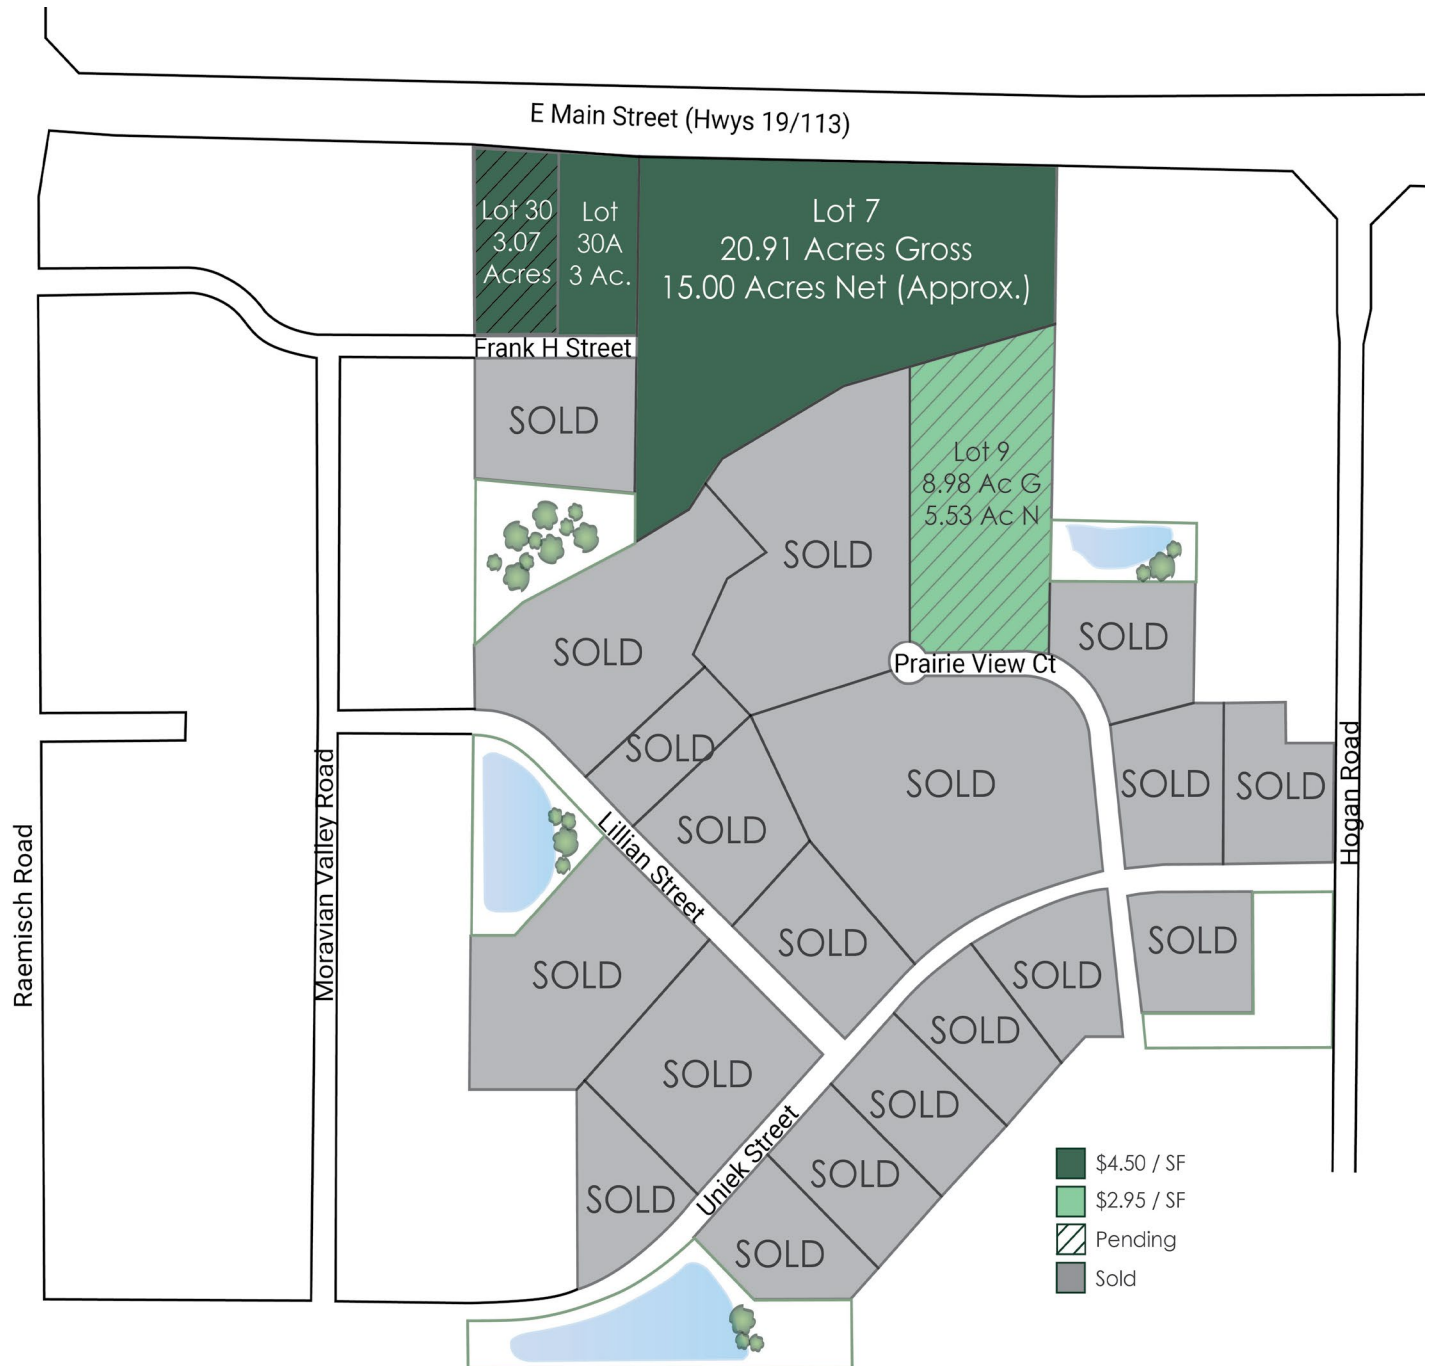 E Main Street (Hwys 19/113)
Lot 30
3.07
Acres
Lot
30A
3 Ac.
Lot 7
20.91 Acres Gross
15.00 Acres Net (Approx.)
Frank H Street
SOLD
Lot 9
8.98 Ac G
5.53 Ac N
SOLD
SOLD
SOLD
Prairie View Ct
SOLD
SOLD
SOLD
SOLD
SOLD
Hogan Road
Raemisch Road
Moravian Valley Road
Lillian Street
SOLD
SOLD
SOLD
SOLD
SOLD
SOLD
SOLD
SOLD
Uniek Street
SOLD
SOLD
SOLD
$4.50 / SF
$2.95 / SF
Pending
Sold